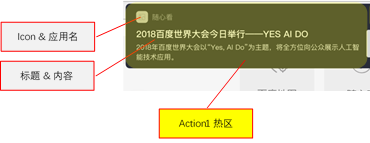 随心看
Icon & 应用名
2018百度世界大会今日举行——YES AI DO
2018年百度世界大会以“Yes, AI Do”为主题，将全方位向公众展示人工智
能技术应用。
标题 & 内容
Action1 热区